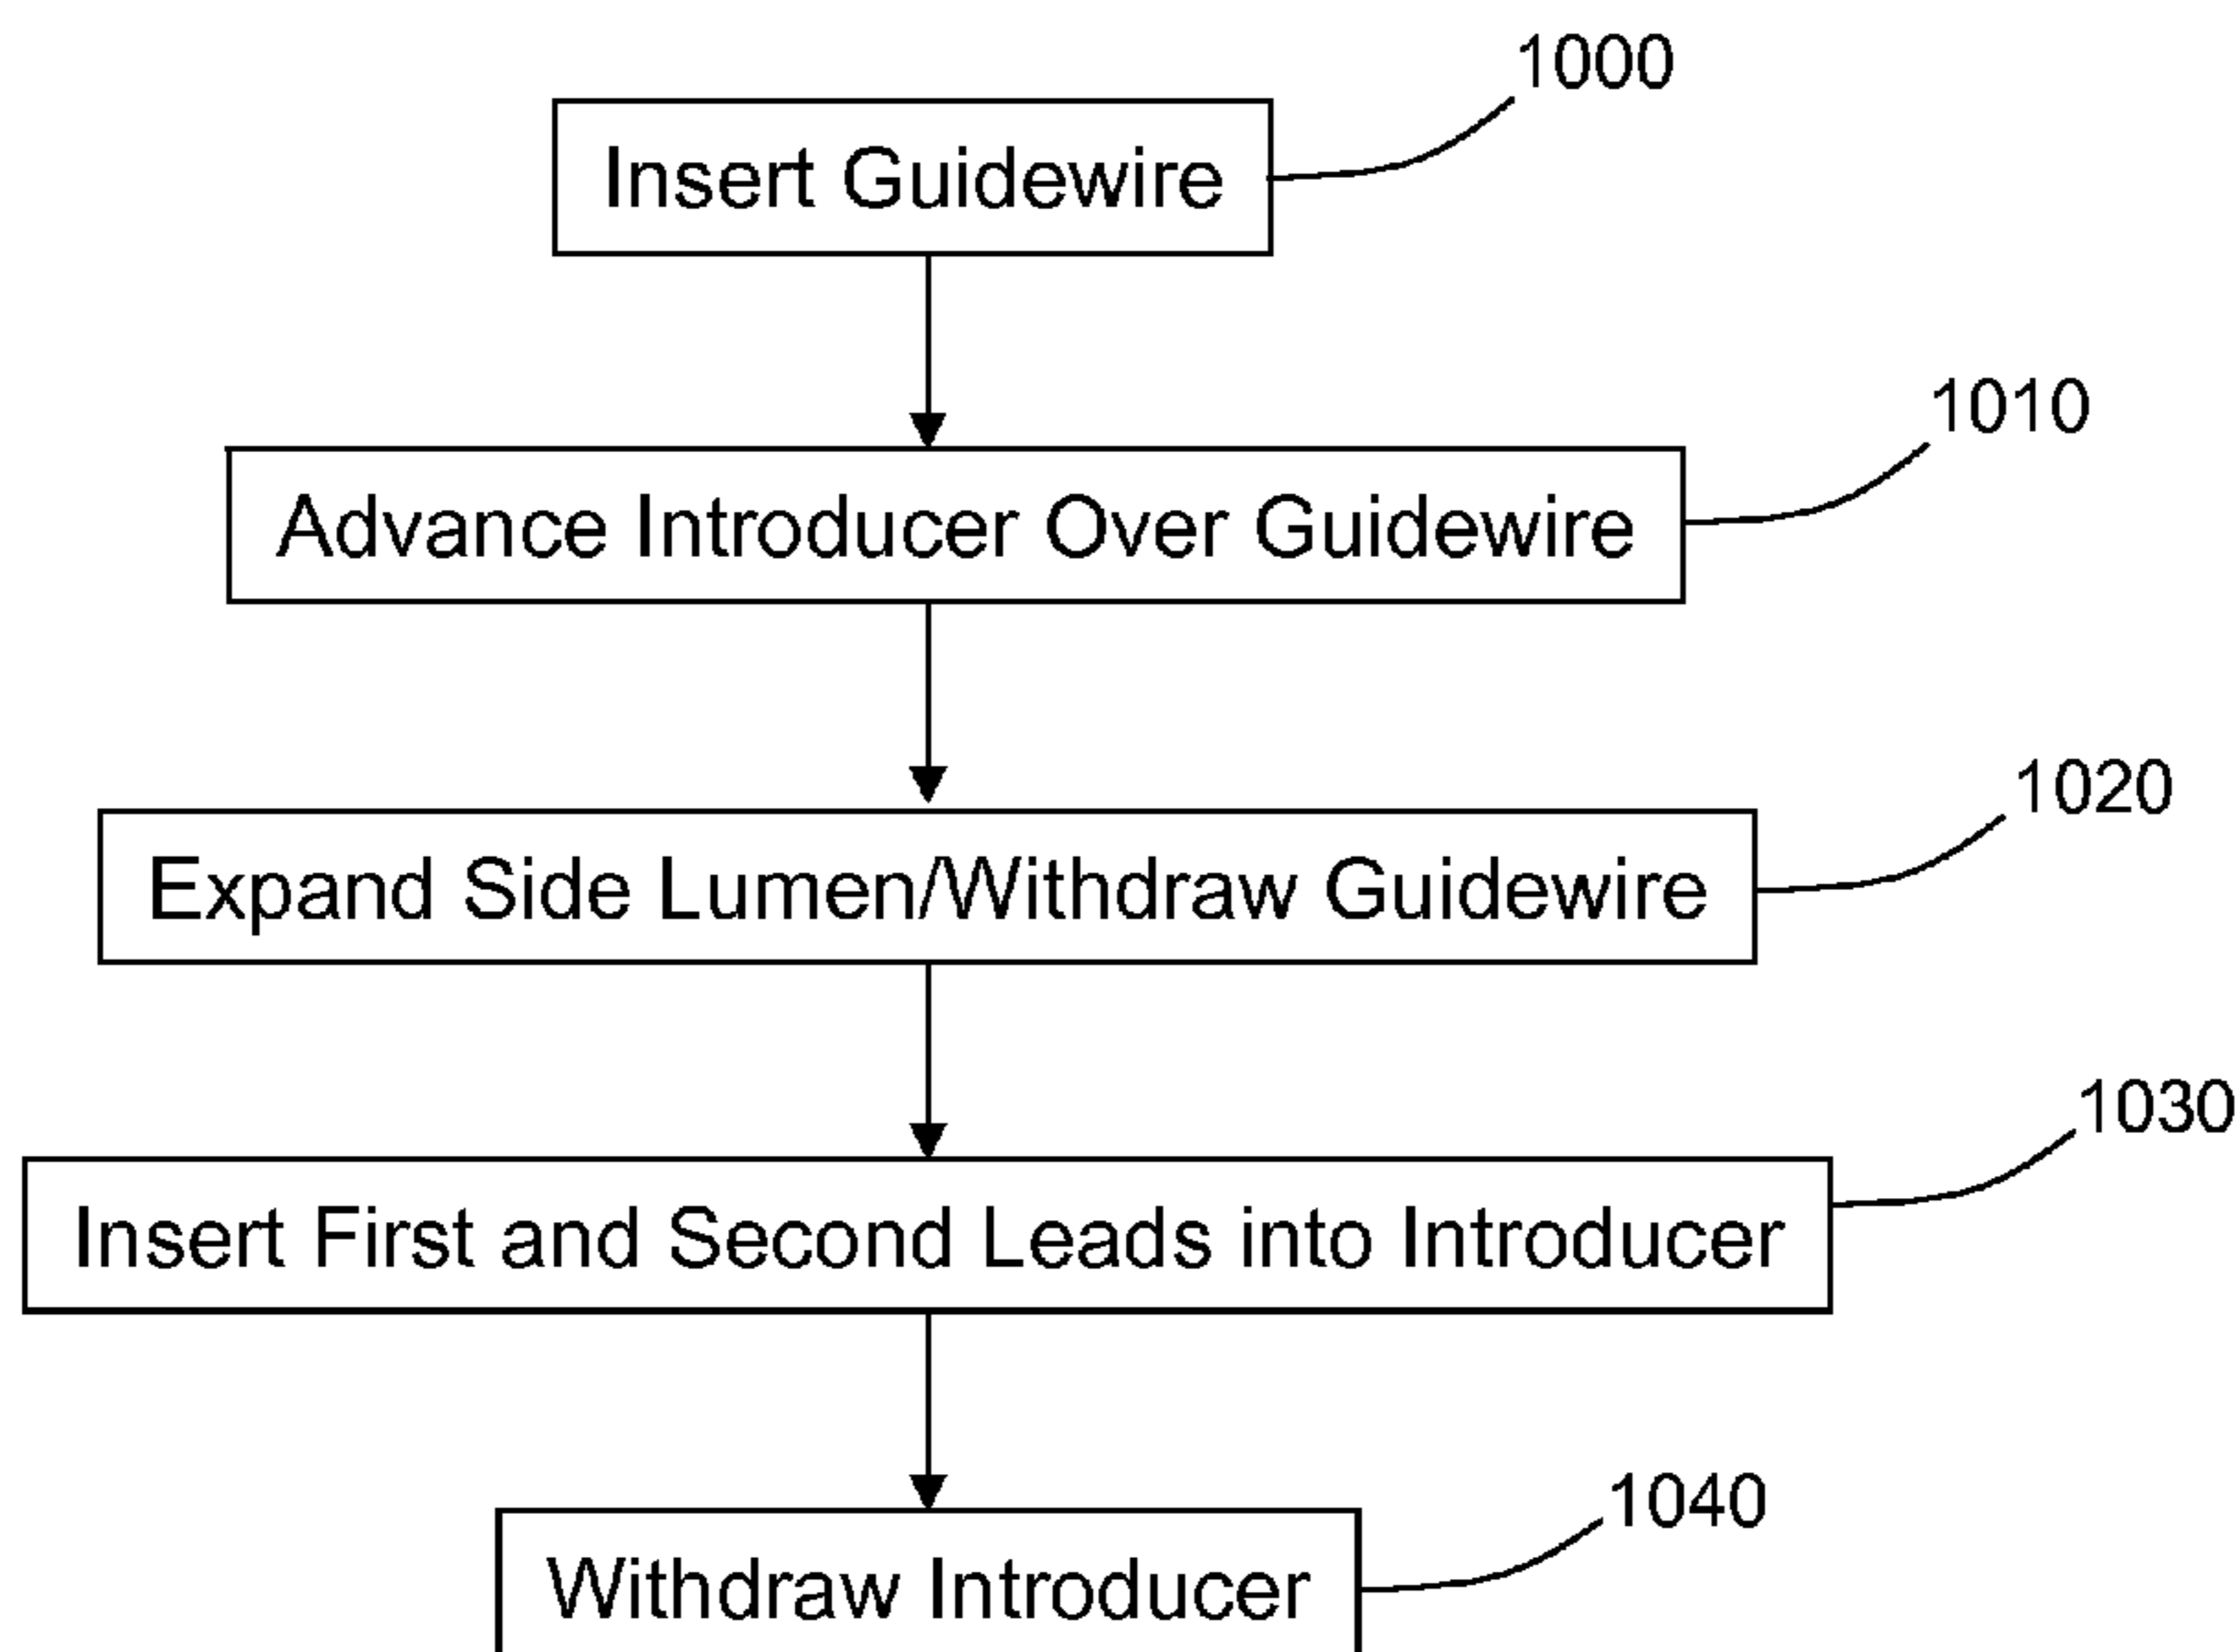 1000
Insert Guidewire
1010
Advance Introducer Over Guidewire
1020
Expand Side Lumen/Withdraw Guidewire
1030
Insert First and Second Leads into Introducer
1040
Withdraw Introducer